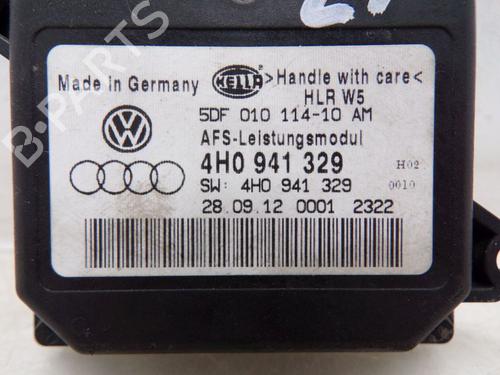 B-PARTS
Made in Germany HELLA >Handle with care<
HLR W5
5DF 010 114-10 AM
AFS-Leistungsmodul
4H0 941 329 H02
SW: 4H0 941 329 0010
28.09.12 0001 2322